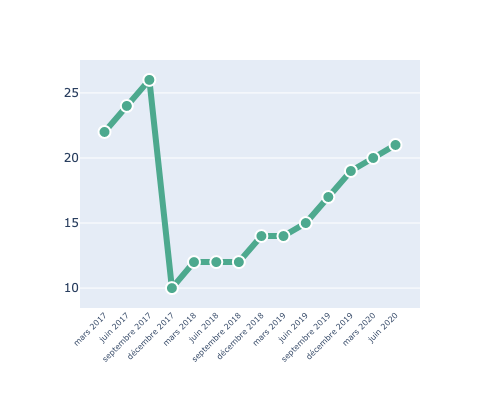 25
20
15
10
mars 2017
juin 2017
septembre 2017
décembre 2017
mars 2018
juin 2018
septembre 2018
décembre 2018
mars 2019
juin 2019
septembre 2019
décembre 2019
mars 2020
juin 2020